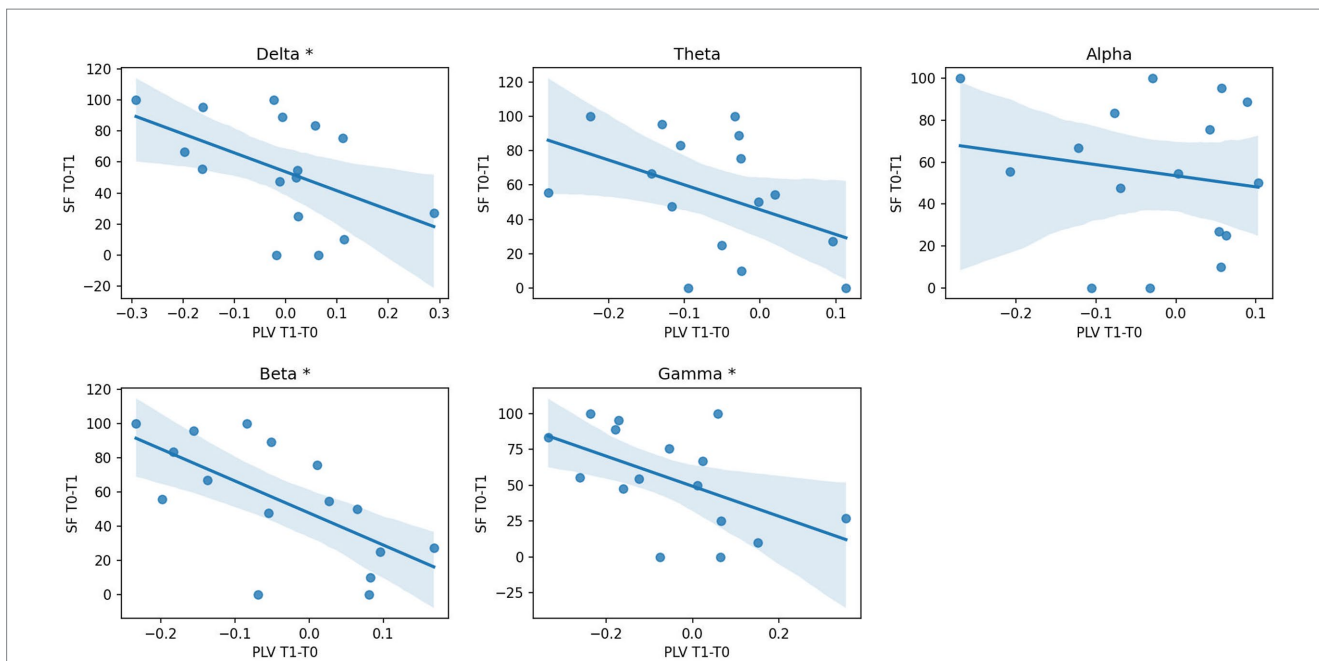 Delta *
120
100
80
60
40
20
0
−20
SF T0-T1
−0.3 −0.2 −0.1 0.0 0.1 0.2 0.3
PLV T1-T0
Theta
120
100
80
60
40
20
0
SF T0-T1
−0.2 −0.1 0.0 0.1
PLV T1-T0
Alpha
100
80
60
40
20
0
SF T0-T1
−0.2 −0.1 0.0 0.1
PLV T1-T0
Beta *
120
100
80
60
40
20
0
SF T0-T1
−0.2 −0.1 0.0 0.1
PLV T1-T0
Gamma *
100
75
50
25
0
−25
SF T0-T1
−0.2 0.0 0.2
PLV T1-T0